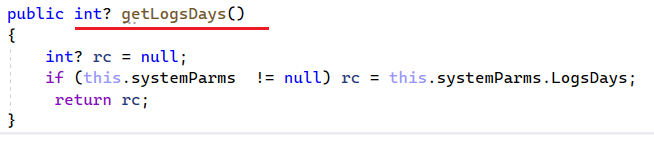 public int? getLogsDays()
{
    int? rc = null;
    if (this.systemParms  != null) rc = this.systemParms.LogsDays;
     return rc;
}